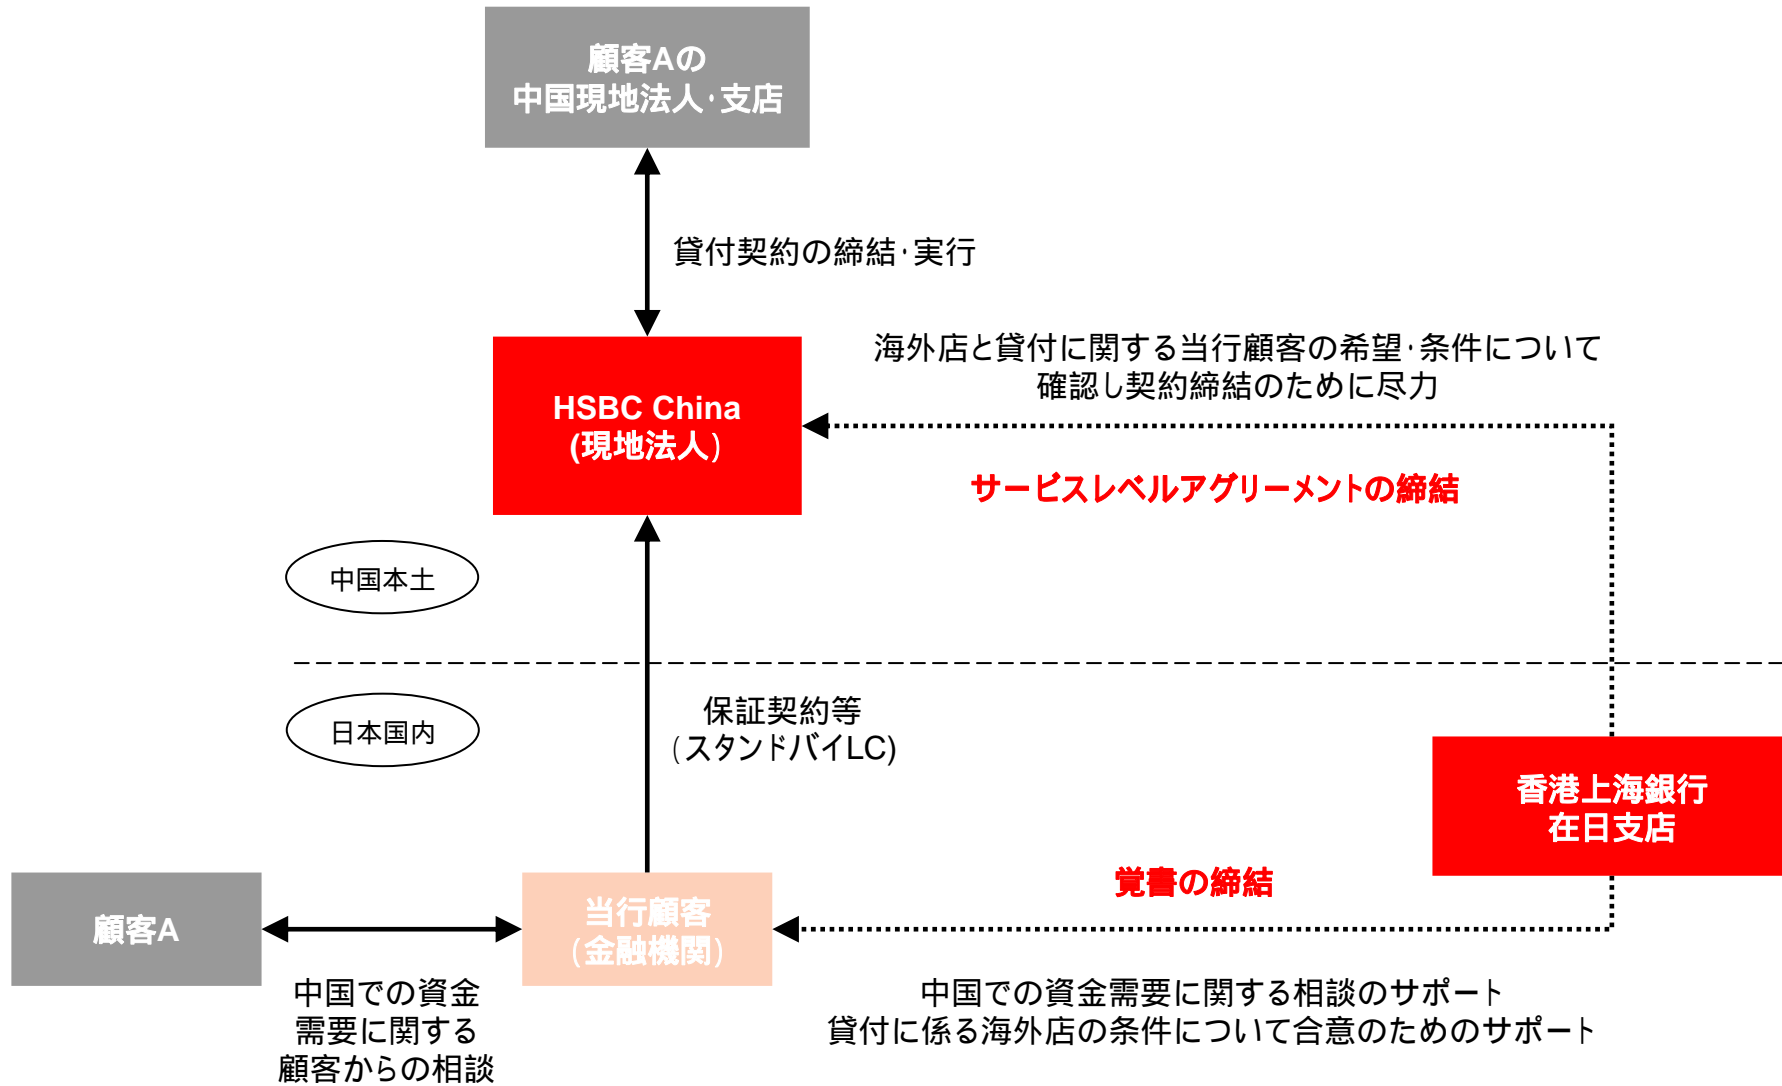 顧客Aの
中国現地法人・支店
貸付契約の締結・実行
海外店と貸付に関する当行顧客の希望・条件について
確認し契約締結のために尽力
HSBC China
(現地法人)
サービスレベルアグリーメントの締結
中国本土
日本国内
保証契約等
(スタンドバイLC)
香港上海銀行
在日支店
覚書の締結
顧客A
当行顧客
(金融機関)
中国での資金
需要に関する
顧客からの相談
中国での資金需要に関する相談のサポート
貸付に係る海外店の条件について合意のためのサポート